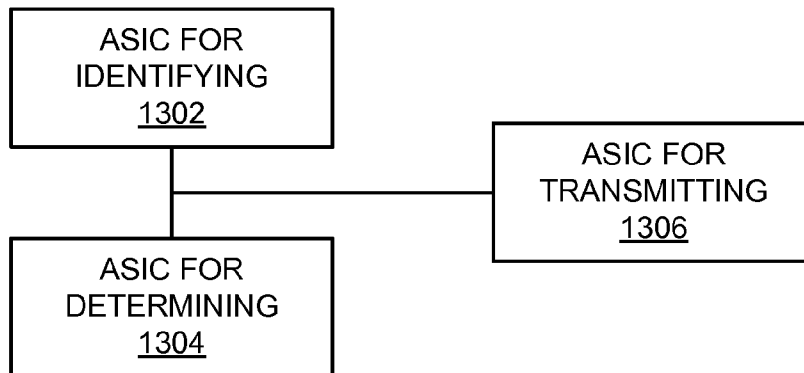 ASIC FOR
IDENTIFYING
1302
ASIC FOR
TRANSMITTING
1306
ASIC FOR
DETERMINING
1304